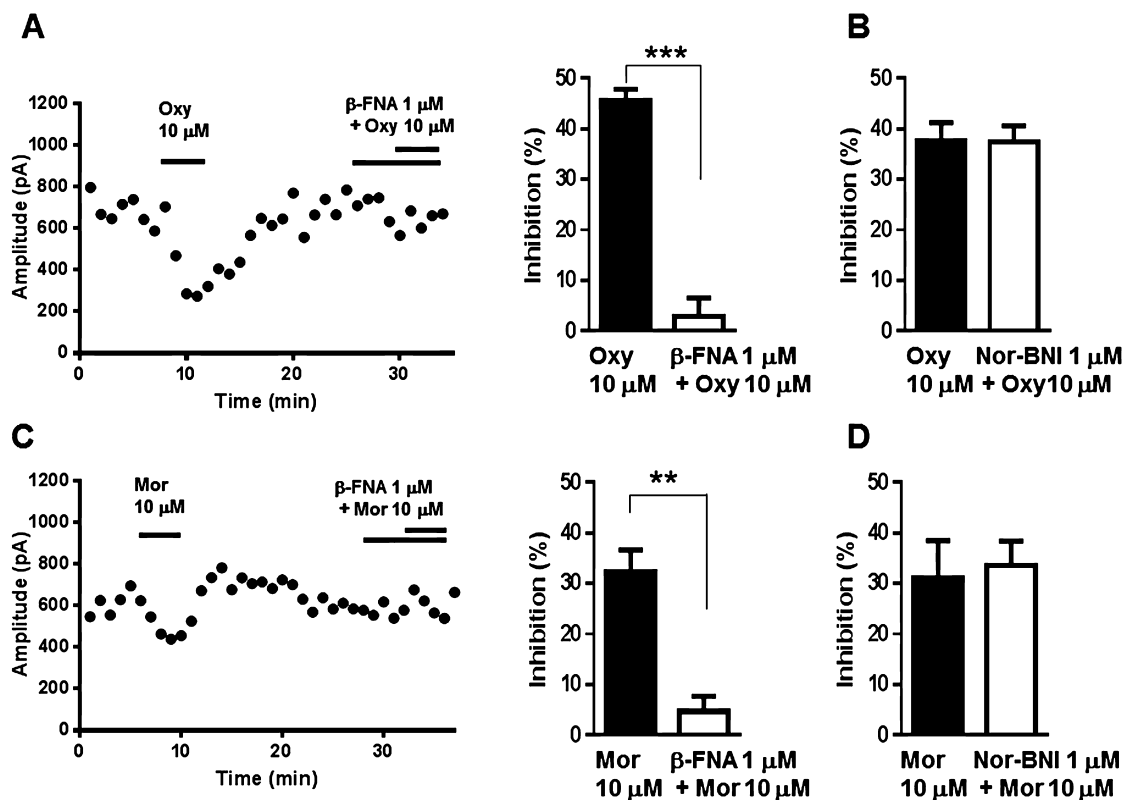 A
1200
1000
800
600
400
200
0
Amplitude (pA)
Oxy
10 μM
β-FNA 1 μM
+ Oxy 10 μM
0
10
20
30
Time (min)
50
40
30
20
10
0
Inhibition (%)
***
Oxy
10 μM
β-FNA 1 μM
+ Oxy 10 μM
B
50
40
30
20
10
0
Inhibition (%)
Oxy
10 μM
Nor-BNI 1 μM
+ Oxy10 μM
C
1200
1000
800
600
400
200
0
Amplitude (pA)
Mor
10 μM
β-FNA 1 μM
+ Mor 10 μM
0
10
20
30
Time (min)
50
40
30
20
10
0
Inhibition (%)
**
Mor
10 μM
β-FNA 1 μM
+ Mor 10 μM
D
50
40
30
20
10
0
Inhibition (%)
Mor
10 μM
Nor-BNI 1 μM
+ Mor 10 μM